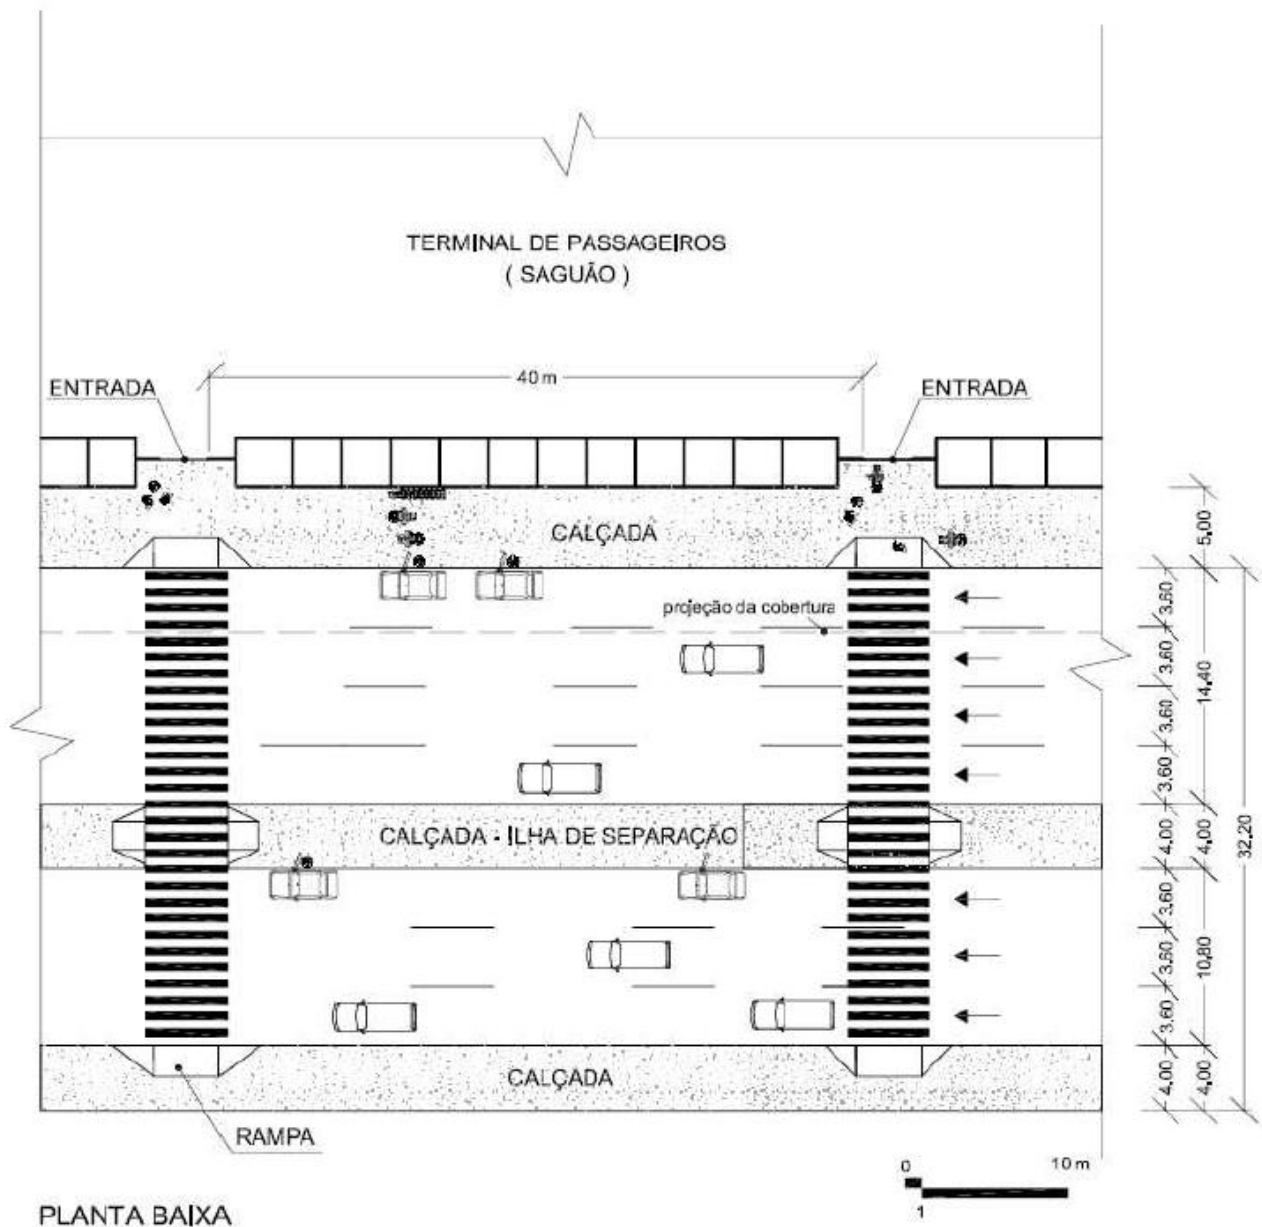 TERMINAL DE PASSAGEIROS
( SAGUÃO )
40 m
ENTRADA
ENTRADA
CALÇADA
5,00
projeção da cobertura
3.60
3.60
3.60
3.60
14,40
CALÇADA - ILHA DE SEPARAÇÃO
4,00
4,00
32,20
3.60
3.60
3.60
10,80
CALÇADA
4,00
4,00
RAMPA
0
10 m
1
PLANTA BAIXA